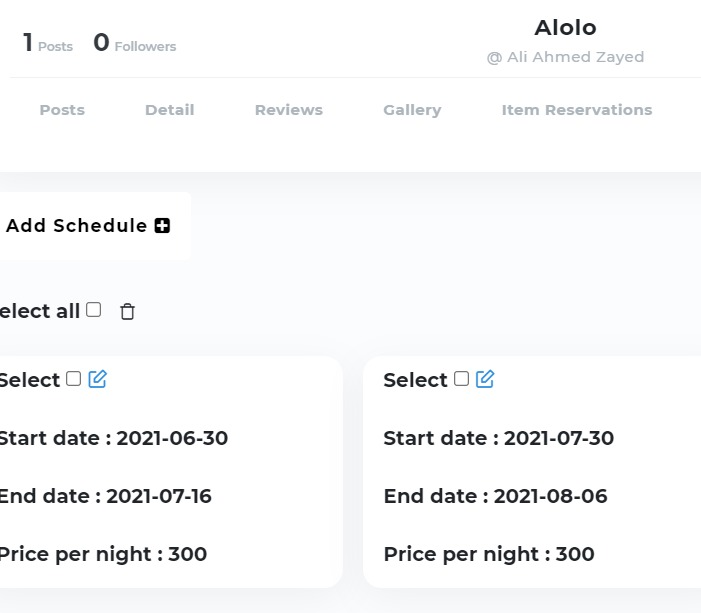 1 Posts 0 Followers
Alolo
@ Ali Ahmed Zayed
Posts Detail Reviews Gallery Item Reservations
Add Schedule
elect all
Select
Start date : 2021-06-30
End date : 2021-07-16
Price per night : 300
Select
Start date : 2021-07-30
End date : 2021-08-06
Price per night : 300